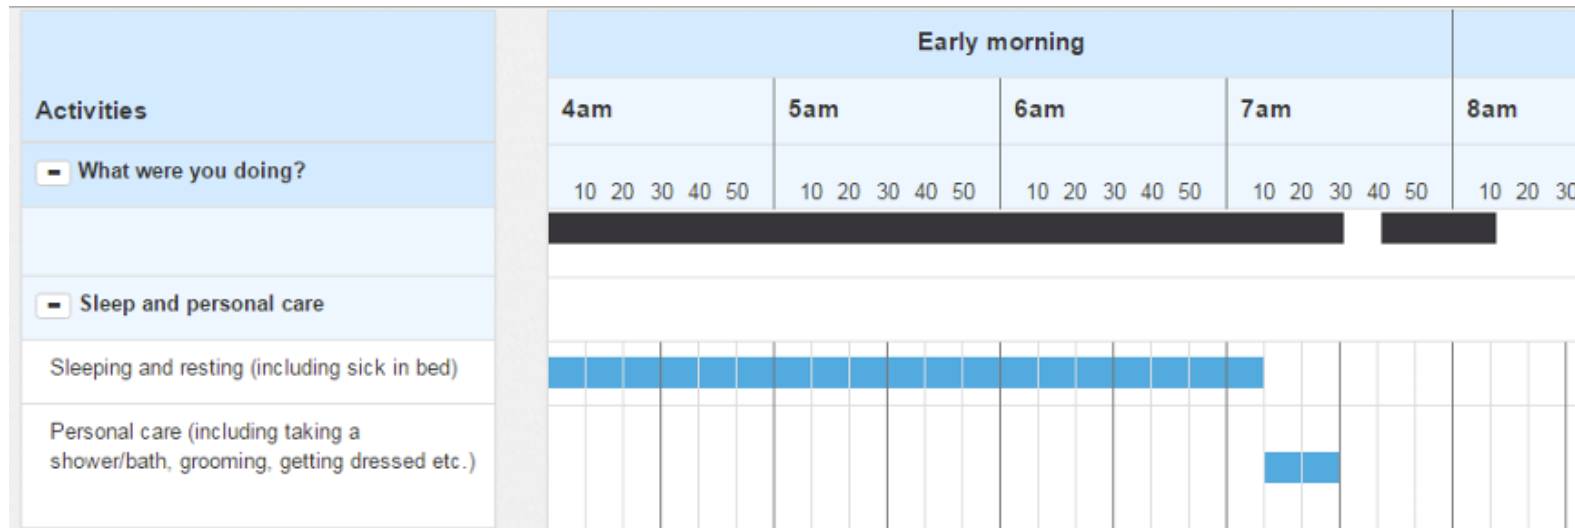 Early morning
Activities
4am 5am 6am 7am 8am
What were you doing?
10 20 30 40 50 10 20 30 40 50 10 20 30 40 50 10 20 30 40 50 10 20 30
Sleep and personal care
Sleeping and resting (including sick in bed)
Personal care (including taking a
shower/bath, grooming, getting dressed etc.)